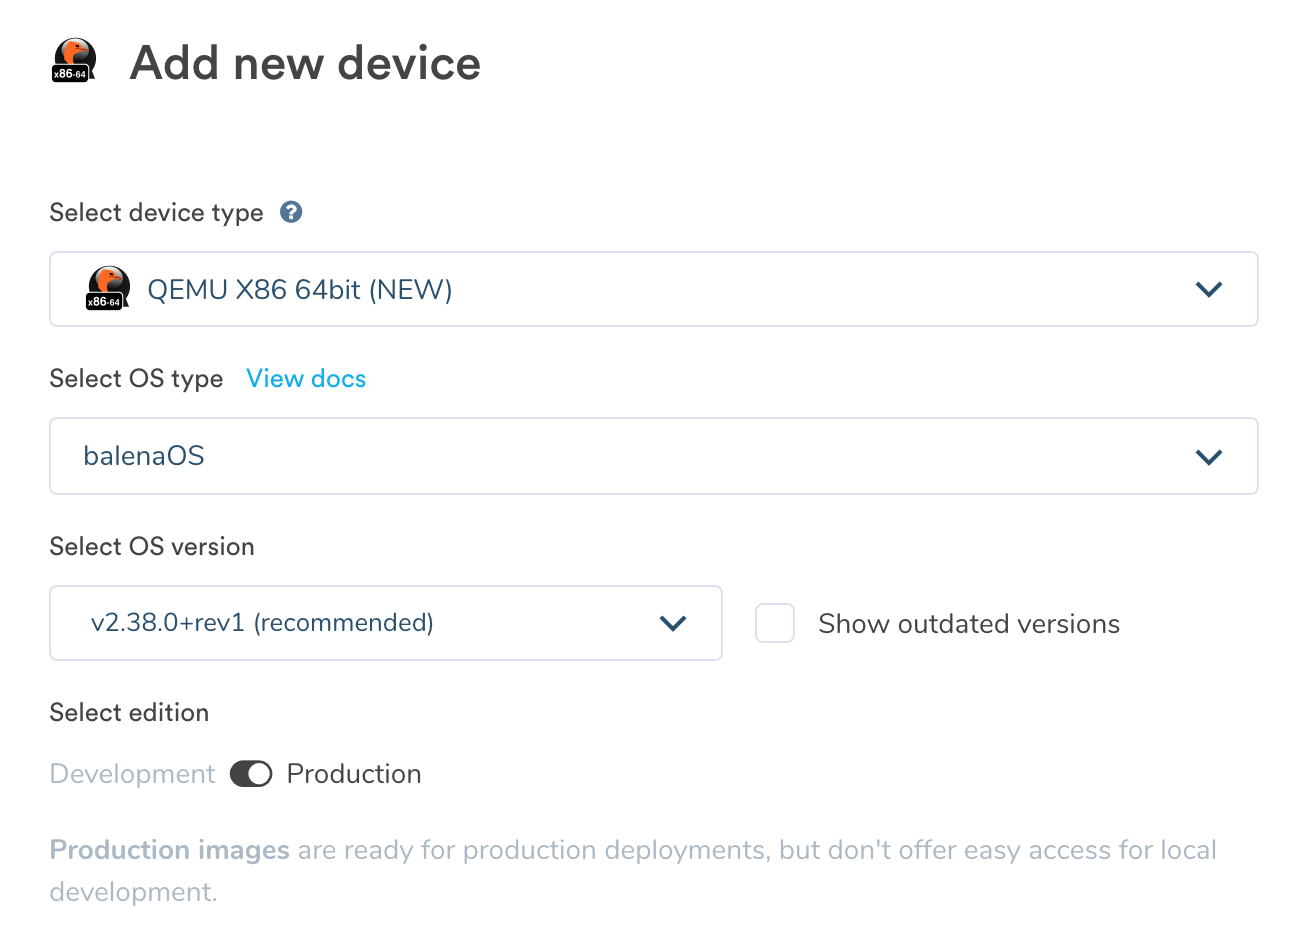 x86-64
Add new device
Select device type ?
x86-64
QEMU X86 64bit (NEW)
Select OS type View docs
balenaOS
Select OS version
v2.38.0+rev1 (recommended)
Show outdated versions
Select edition
Development Production
Production images are ready for production deployments, but don't offer easy access for local
development.